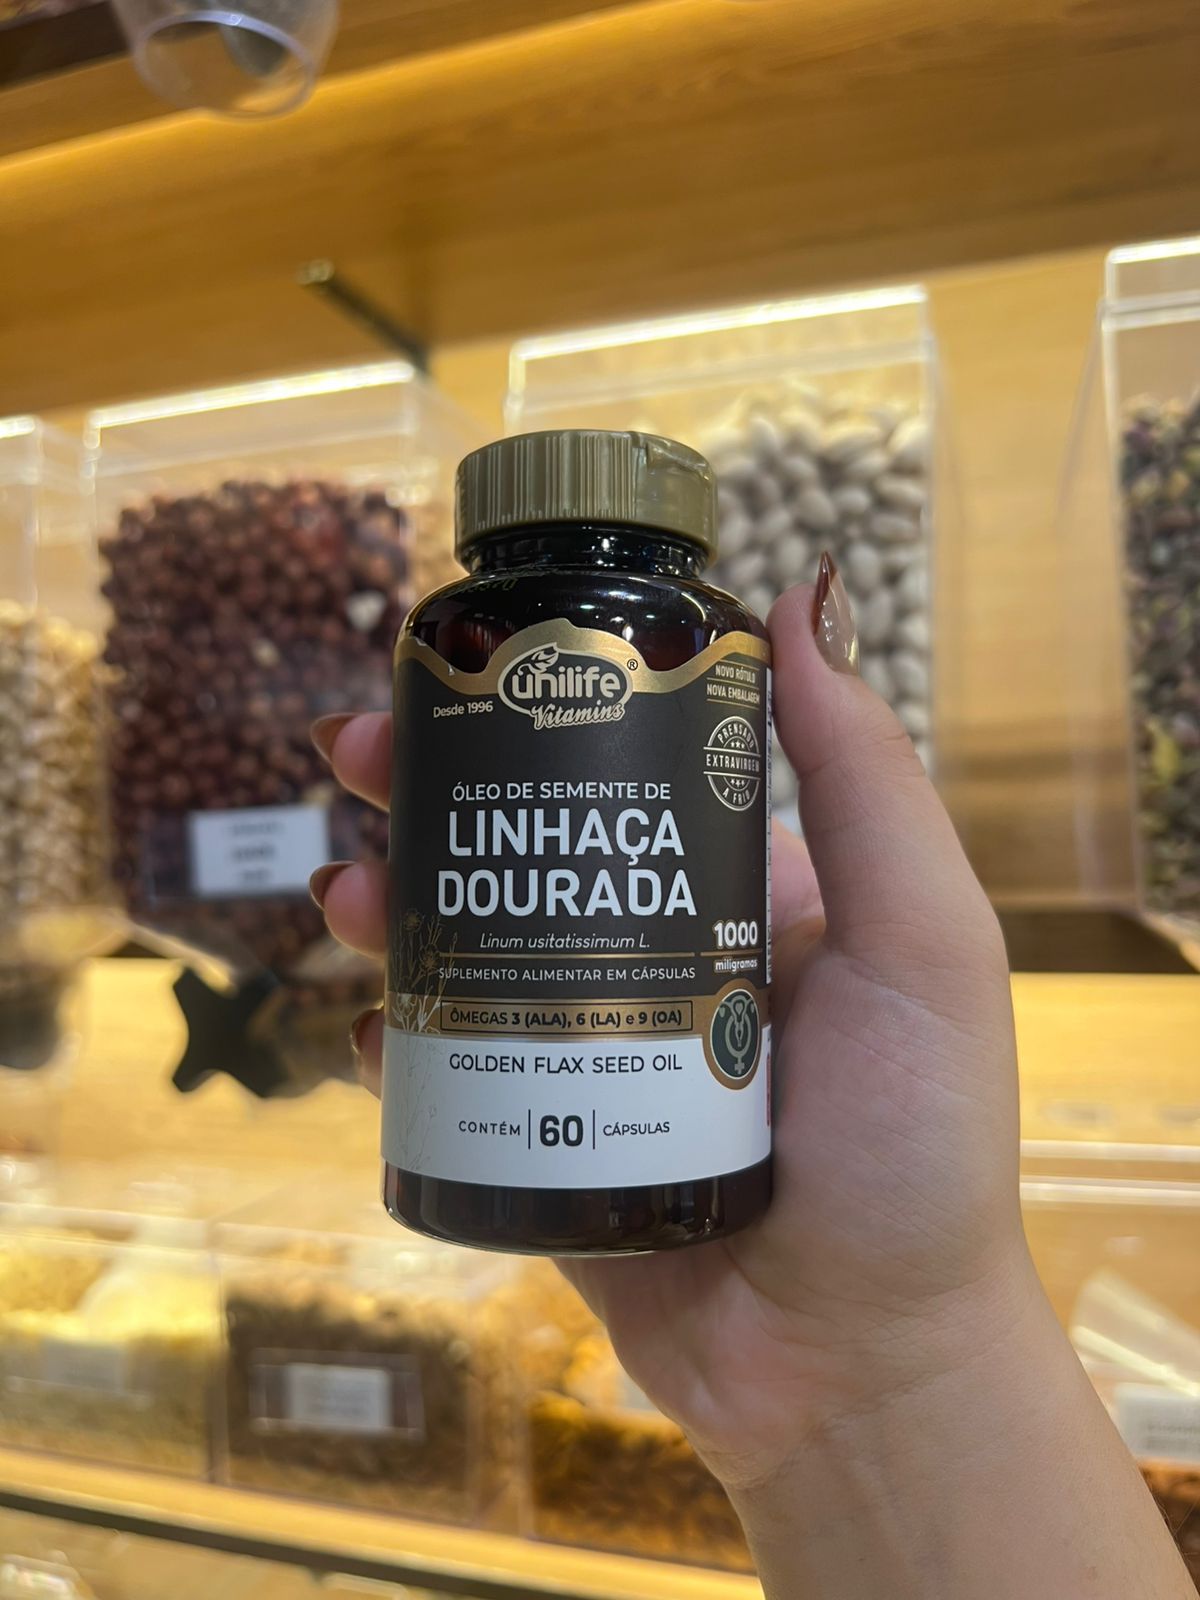 unilife®
Vitamins
Desde 1996
NOVO RÓTULO
NOVA EMBALAGEM
PRENSADO
EXTRAVIRGEM
A FRIO
ÓLEO DE SEMENTE DE
LINHAÇA
DOURADA
Linum usitatissimum L.
1000
miligramas
SUPLEMENTO ALIMENTAR EM CÁPSULAS
ÔMEGAS 3 (ALA), 6 (LA) e 9 (OA)
GOLDEN FLAX SEED OIL
CONTÉM 60 CÁPSULAS